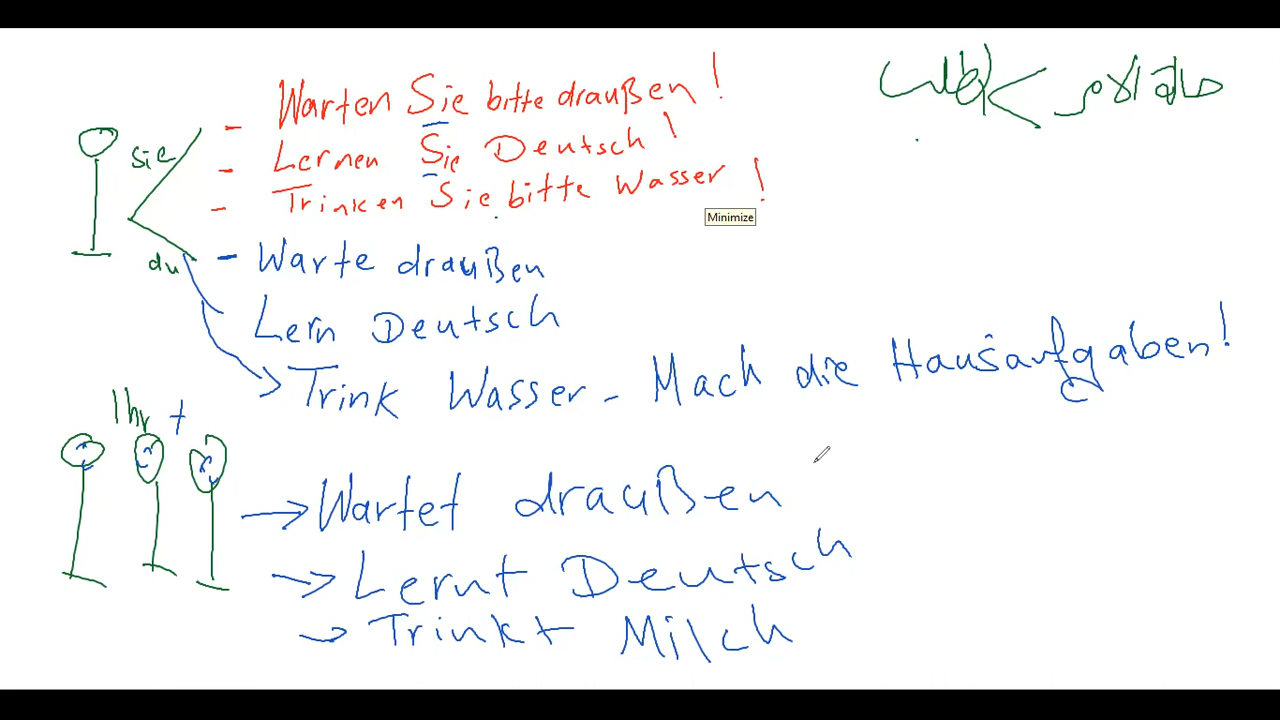 - Warten Sie bitte draußen!
sie
- Lernen Sie Deutsch!
- Trinken Sie bitte Wasser!
Minimize
du
- Warte draußen
Lern Deutsch
Trink Wasser - Mach die Hausaufgaben!
Ihr +
→ Wartet draußen
→ Lernt Deutsch
→ Trinkt Milch